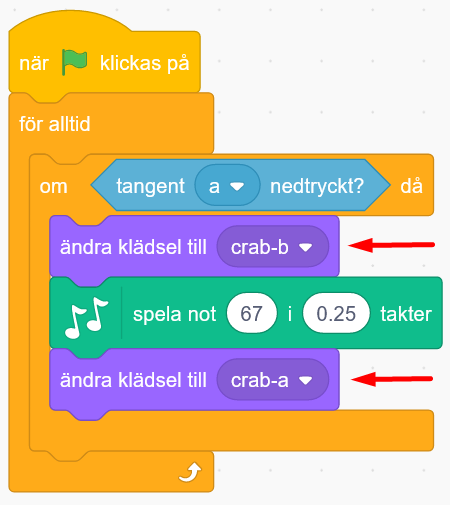 när klickas på
för alltid
om tangent a nedtryckt? då
ändra klädsel till crab-b
spela not 67 i 0.25 takter
ändra klädsel till crab-a